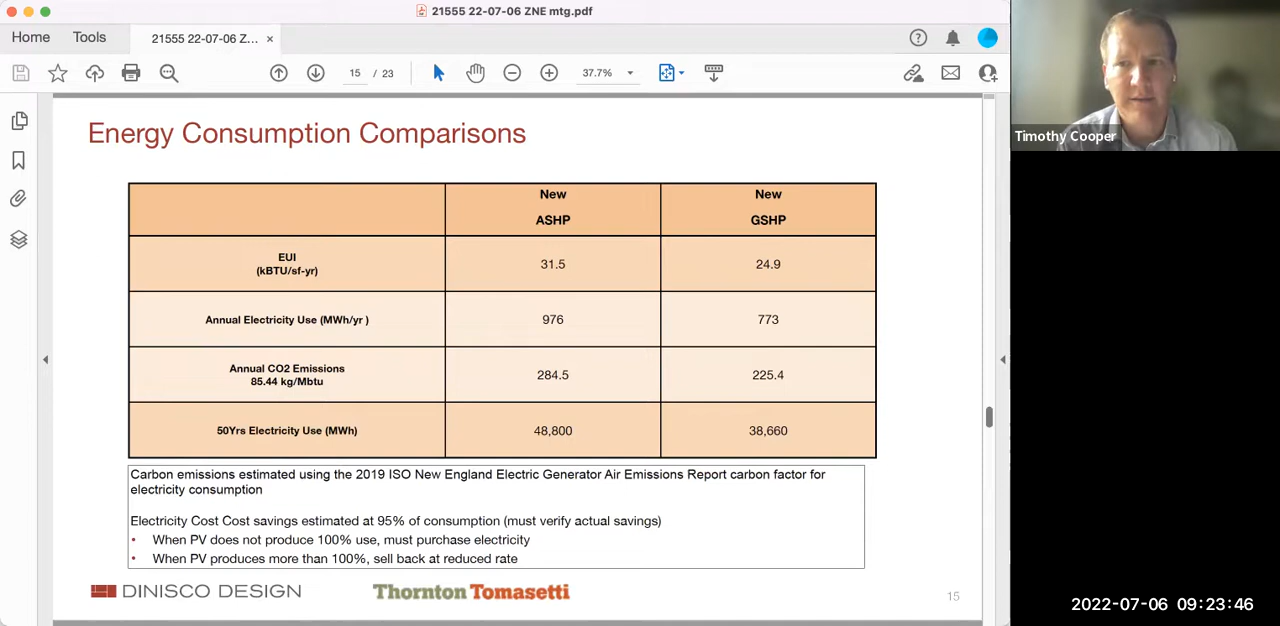 21555 22-07-06 ZNE mtg.pdf
Home Tools 21555 22-07-06 Z... ×
15 / 23 37.7%
Timothy Cooper
Energy Consumption Comparisons
New
ASHP
New
GSHP
EUI
(kBTU/sf-yr)
31.5
24.9
Annual Electricity Use (MWh/yr )
976
773
Annual CO2 Emissions
85.44 kg/Mbtu
284.5
225.4
50Yrs Electricity Use (MWh)
48,800
38,660
Carbon emissions estimated using the 2019 ISO New England Electric Generator Air Emissions Report carbon factor for
electricity consumption
Electricity Cost Cost savings estimated at 95% of consumption (must verify actual savings)
• When PV does not produce 100% use, must purchase electricity
• When PV produces more than 100%, sell back at reduced rate
DINISCO DESIGN
Thornton Tomasetti
15
2022-07-06 09:23:46